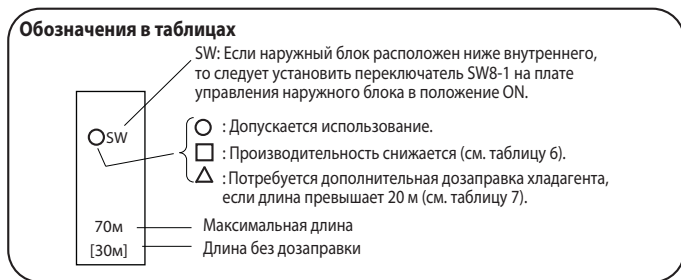 Обозначения в таблицах
SW: Если наружный блок расположен ниже внутреннего,
то следует установить переключатель SW8-1 на плате
управления наружного блока в положение ON.
○SW
○ : Допускается использование.
□ : Производительность снижается (см. таблицу 6).
△ : Потребуется дополнительная дозаправка хладагента,
если длина превышает 20 м (см. таблицу 7).
70м
Максимальная длина
[30м]
Длина без дозаправки